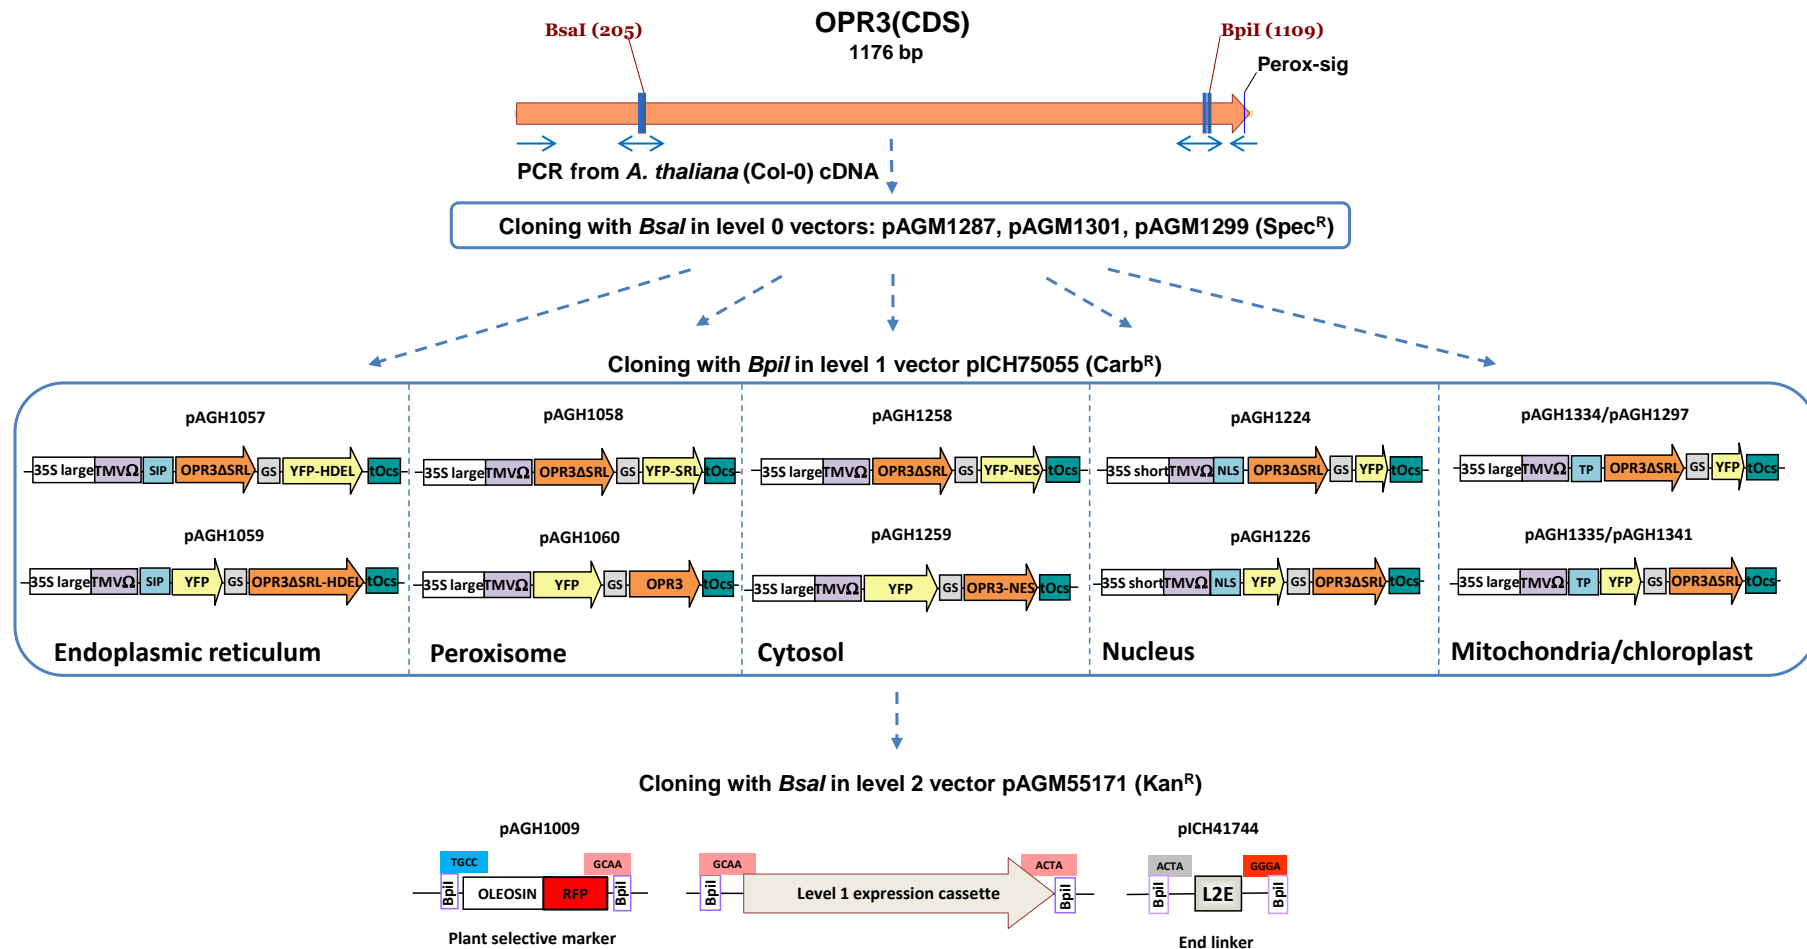 OPR3(CDS)
1176 bp
BsaI (205)
BpiI (1109)
Perox-sig
PCR from A. thaliana (Col-0) cDNA
Cloning with BsaI in level 0 vectors: pAGM1287, pAGM1301, pAGM1299 (Spec^R)
Cloning with BpiI in level 1 vector pICH75055 (Carb^R)
pAGH1057
35S large TMVΩ SIP OPR3ΔSRL GS YFP-HDEL tOcs
pAGH1059
35S large TMVΩ SIP YFP GS OPR3ΔSRL-HDEL tOcs
Endoplasmic reticulum
pAGH1058
35S large TMVΩ OPR3ΔSRL GS YFP-SRL tOcs
pAGH1060
35S large TMVΩ YFP GS OPR3 tOcs
Peroxisome
pAGH1258
35S large TMVΩ OPR3ΔSRL GS YFP-NES tOcs
pAGH1259
35S large TMVΩ YFP GS OPR3-NES tOcs
Cytosol
pAGH1224
35S short TMVΩ NLS OPR3ΔSRL GS YFP tOcs
pAGH1226
35S short TMVΩ NLS YFP GS OPR3ΔSRL tOcs
Nucleus
pAGH1334/pAGH1297
35S large TMVΩ TP OPR3ΔSRL GS YFP tOcs
pAGH1335/pAGH1341
35S large TMVΩ TP YFP GS OPR3ΔSRL tOcs
Mitochondria/chloroplast
Cloning with BsaI in level 2 vector pAGM55171 (Kan^R)
pAGH1009
TGCC GCAA
BpiI OLEOSIN RFP BpiI
Plant selective marker
GCAA ACTA
BpiI Level 1 expression cassette BpiI
pICH41744
ACTA GGGA
BpiI L2E BpiI
End linker